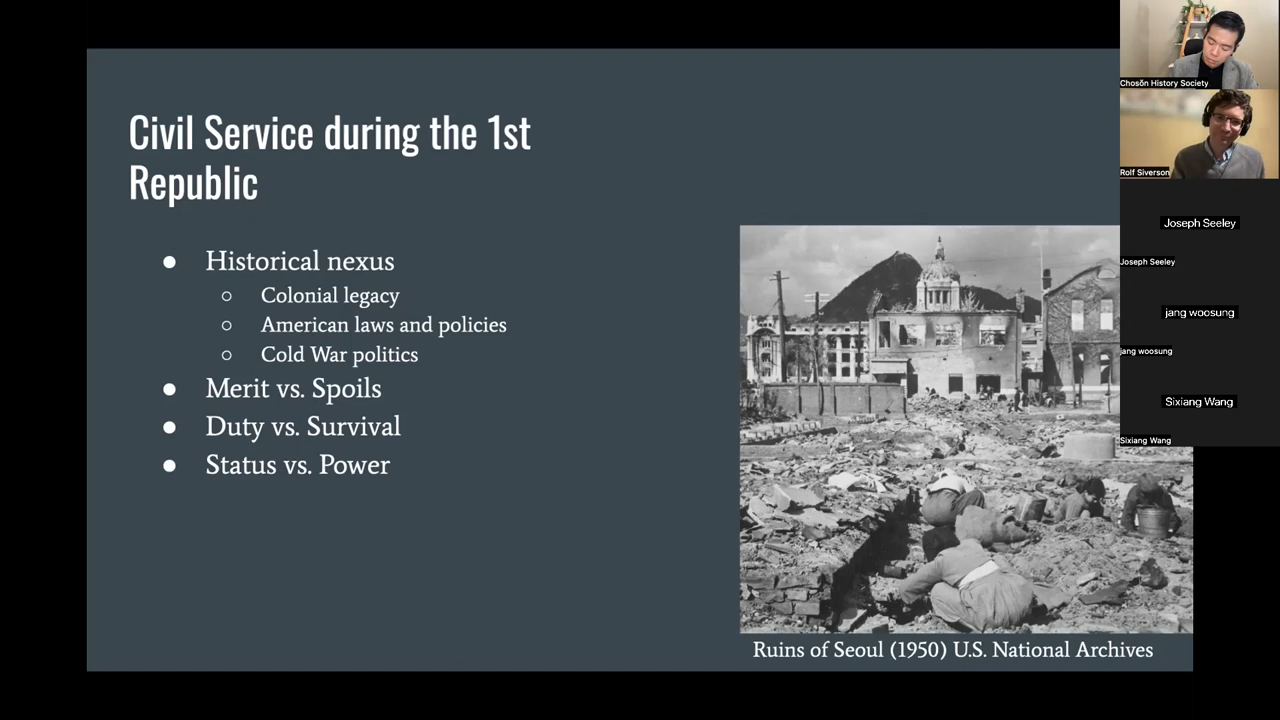 Civil Service during the 1st
Republic
● Historical nexus
○ Colonial legacy
○ American laws and policies
○ Cold War politics
● Merit vs. Spoils
● Duty vs. Survival
● Status vs. Power
Ruins of Seoul (1950) U.S. National Archives
Chosŏn History Society
Rolf Siverson
Joseph Seeley
Joseph Seeley
jang woosung
jang woosung
Sixiang Wang
Sixiang Wang